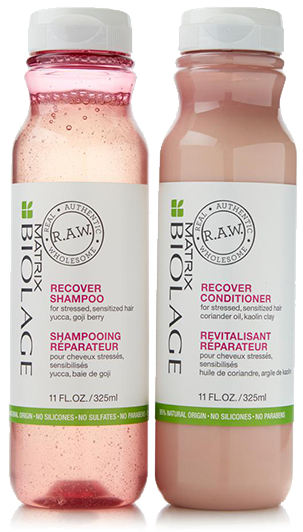 REAL · AUTHENTIC
R.A.W.
WHOLESOME
MATRIX
BIOLAGE
RECOVER
SHAMPOO
for stressed, sensitized hair
yucca, goji berry
SHAMPOOING
RÉPARATEUR
pour cheveux stressés,
sensibilisés
yucca, baie de goji
11 FL.OZ./325ml
NATURAL ORIGIN • NO SILICONES • NO SULFATES • NO PARABENS
REAL · AUTHENTIC
R.A.W.
WHOLESOME
MATRIX
BIOLAGE
RECOVER
CONDITIONER
for stressed, sensitized hair
coriander oil, kaolin clay
REVITALISANT
RÉPARATEUR
pour cheveux stressés,
sensibilisés
huile de coriandre, argile de kaolin
11 FL.OZ./325ml
NATURAL ORIGIN • NO SILICONES • NO PARABENS